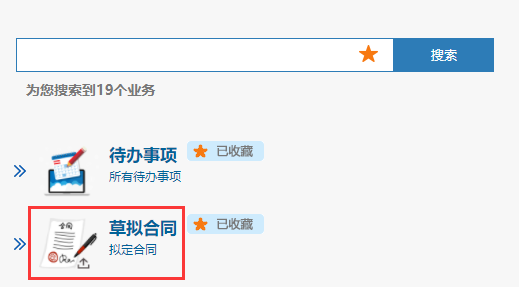 搜索
为您搜索到19个业务
待办事项 已收藏
所有待办事项
草拟合同 已收藏
拟定合同
合同